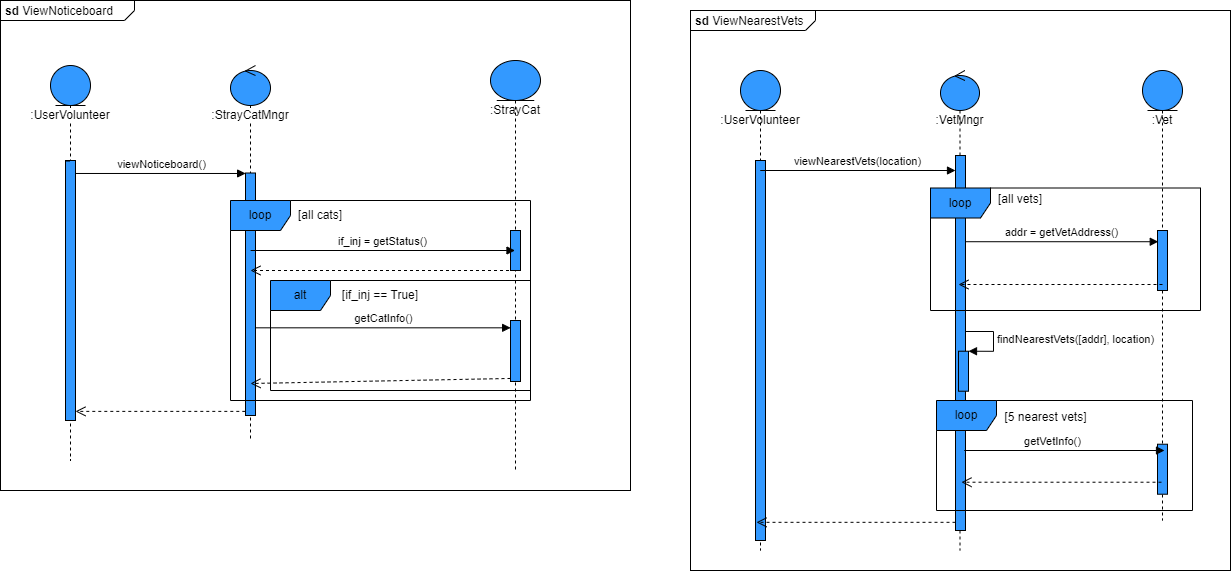 sd ViewNoticeboard
:UserVolunteer
:StrayCatMngr
:StrayCat
viewNoticeboard()
loop
[all cats]
if_inj = getStatus()
alt
[if_inj == True]
getCatInfo()
sd ViewNearestVets
:UserVolunteer
:VetMngr
:Vet
viewNearestVets(location)
loop
[all vets]
addr = getVetAddress()
findNearestVets([addr], location)
loop
[5 nearest vets]
getVetInfo()